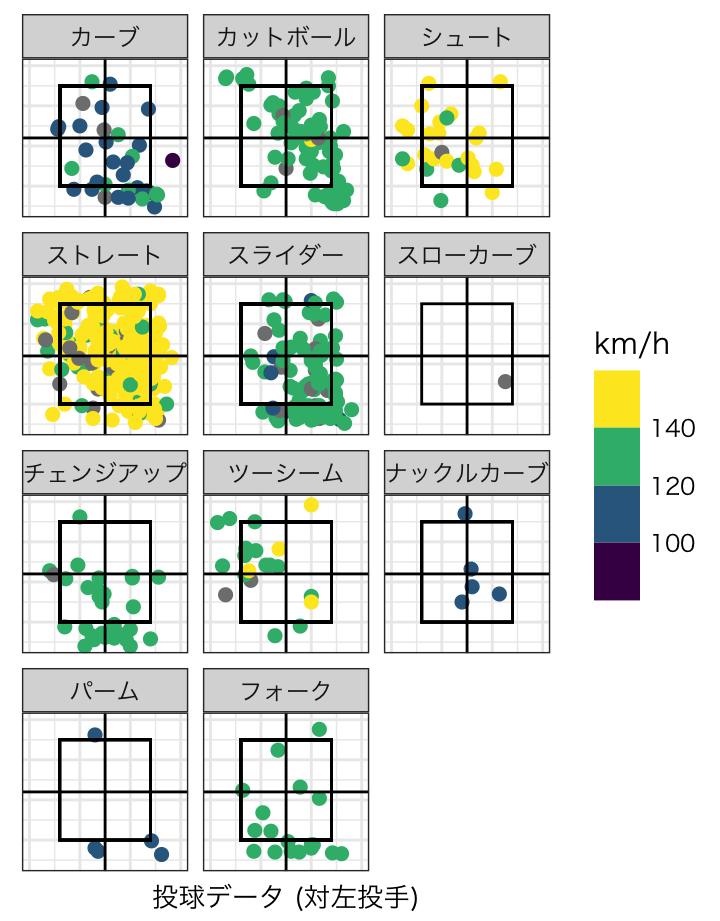 カーブ
カットボール
シュート
ストレート
スライダー
スローカーブ
km/h
140
120
100
チェンジアップ
ツーシーム
ナックルカーブ
パーム
フォーク
投球データ (対左投手)